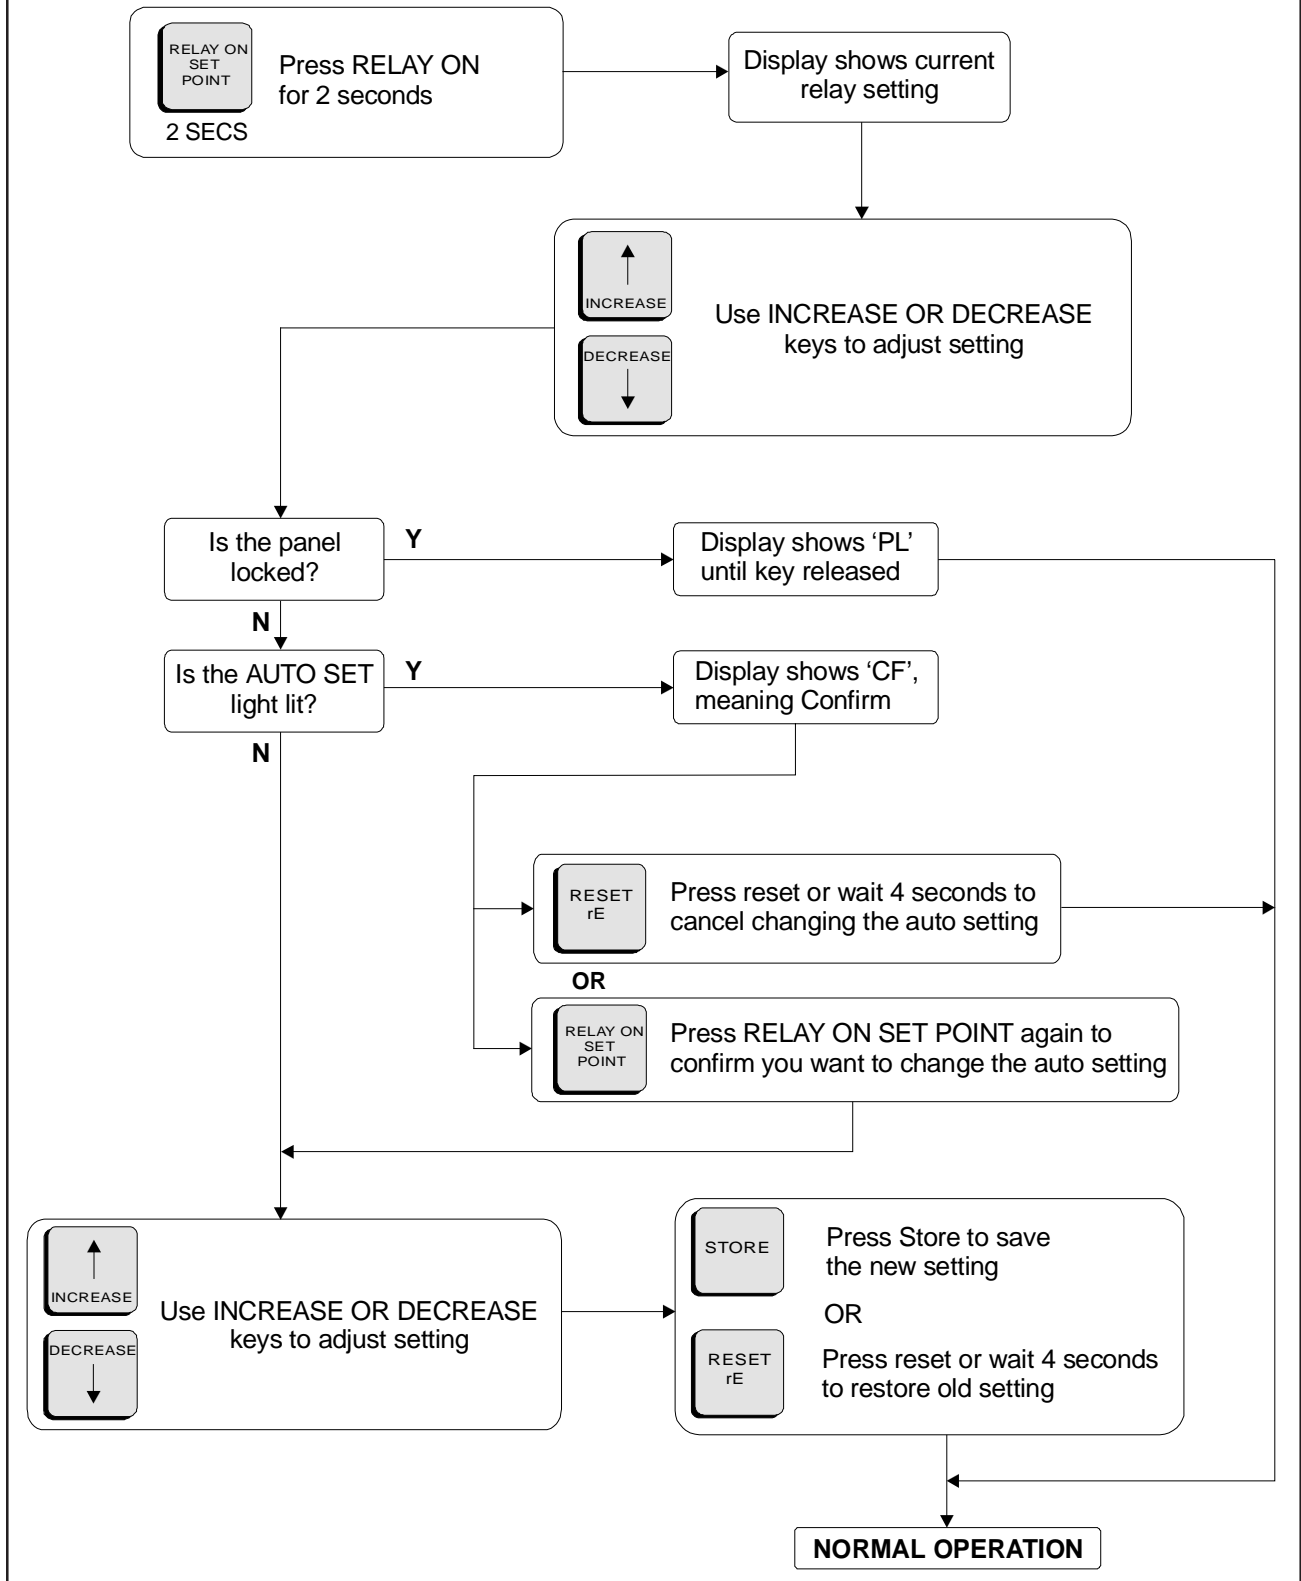 RELAY ON
SET
POINT
2 SECS
Press RELAY ON
for 2 seconds
Display shows current
relay setting
INCREASE
DECREASE
Use INCREASE OR DECREASE
keys to adjust setting
Is the panel
locked?
Y
Display shows ‘PL’
until key released
N
Is the AUTO SET
light lit?
Y
Display shows ‘CF’,
meaning Confirm
N
RESET
rE
Press reset or wait 4 seconds to
cancel changing the auto setting
OR
RELAY ON
SET
POINT
Press RELAY ON SET POINT again to
confirm you want to change the auto setting
INCREASE
DECREASE
Use INCREASE OR DECREASE
keys to adjust setting
STORE
Press Store to save
the new setting
OR
RESET
rE
Press reset or wait 4 seconds
to restore old setting
NORMAL OPERATION